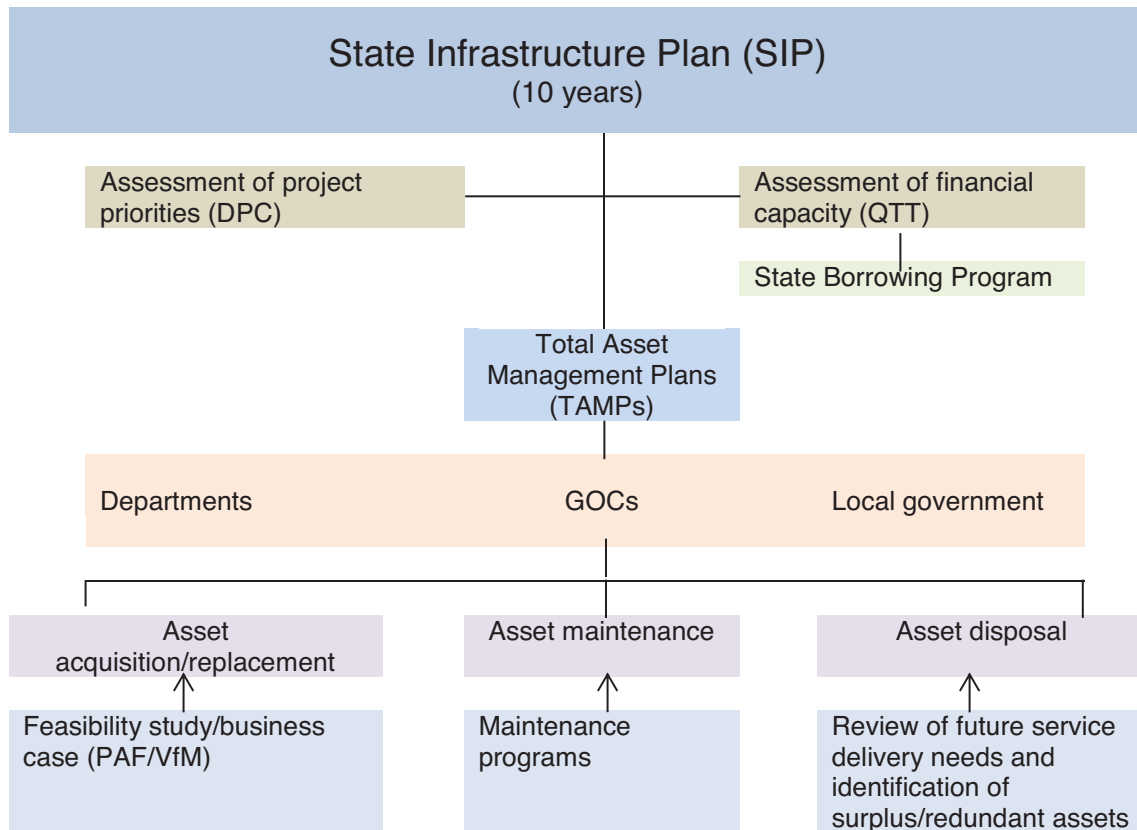 State Infrastructure Plan (SIP)
(10 years)
Assessment of project
priorities (DPC)
Assessment of financial
capacity (QTT)
State Borrowing Program
Total Asset
Management Plans
(TAMPs)
Departments
GOCs
Local government
Asset
acquisition/replacement
Asset maintenance
Asset disposal
Feasibility study/business
case (PAF/VfM)
Maintenance
programs
Review of future service
delivery needs and
identification of
surplus/redundant assets